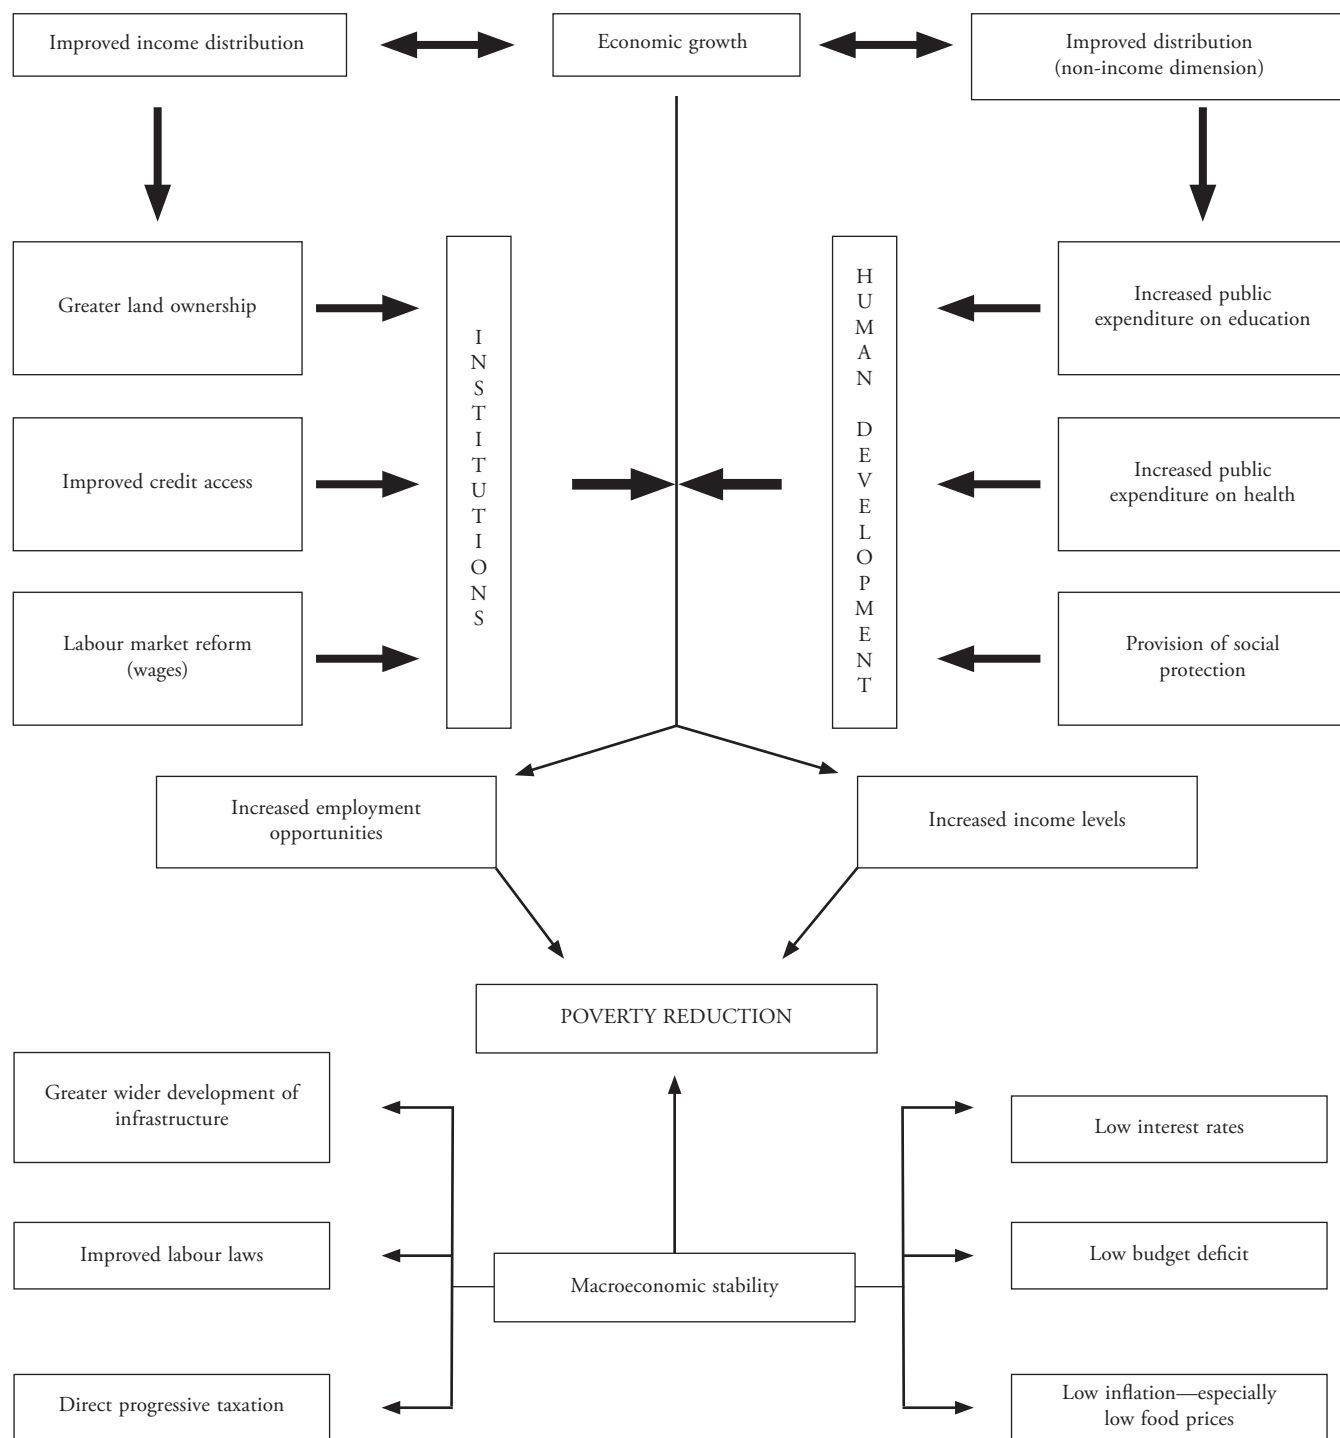 Improved income distribution
Economic growth
Improved distribution
(non-income dimension)
Greater land ownership
Improved credit access
Labour market reform
(wages)
INSTITUTIONS
HUMAN DEVELOPMENT
Increased public
expenditure on education
Increased public
expenditure on health
Provision of social
protection
Increased employment
opportunities
Increased income levels
POVERTY REDUCTION
Greater wider development of
infrastructure
Improved labour laws
Direct progressive taxation
Macroeconomic stability
Low interest rates
Low budget deficit
Low inflation—especially
low food prices